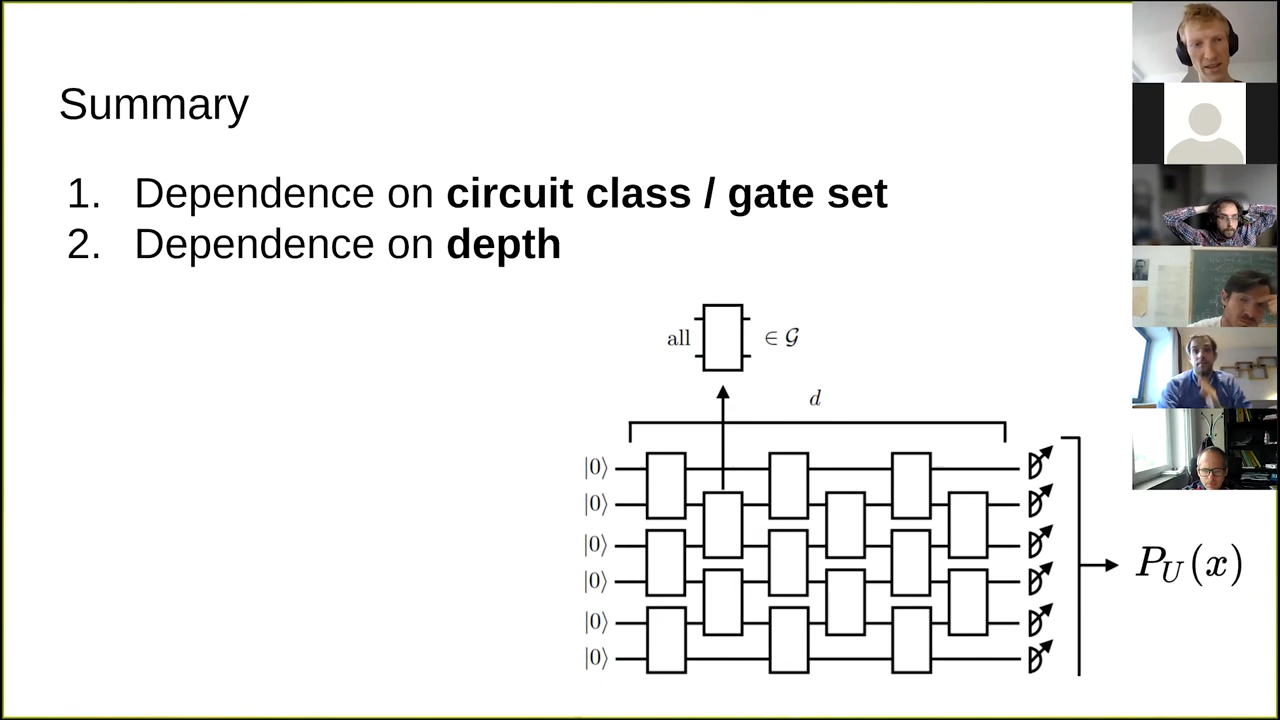 Summary
1. Dependence on circuit class / gate set
2. Dependence on depth
all ∈ 𝒢
d
|0⟩
|0⟩
|0⟩
|0⟩
|0⟩
|0⟩
P_U(x)